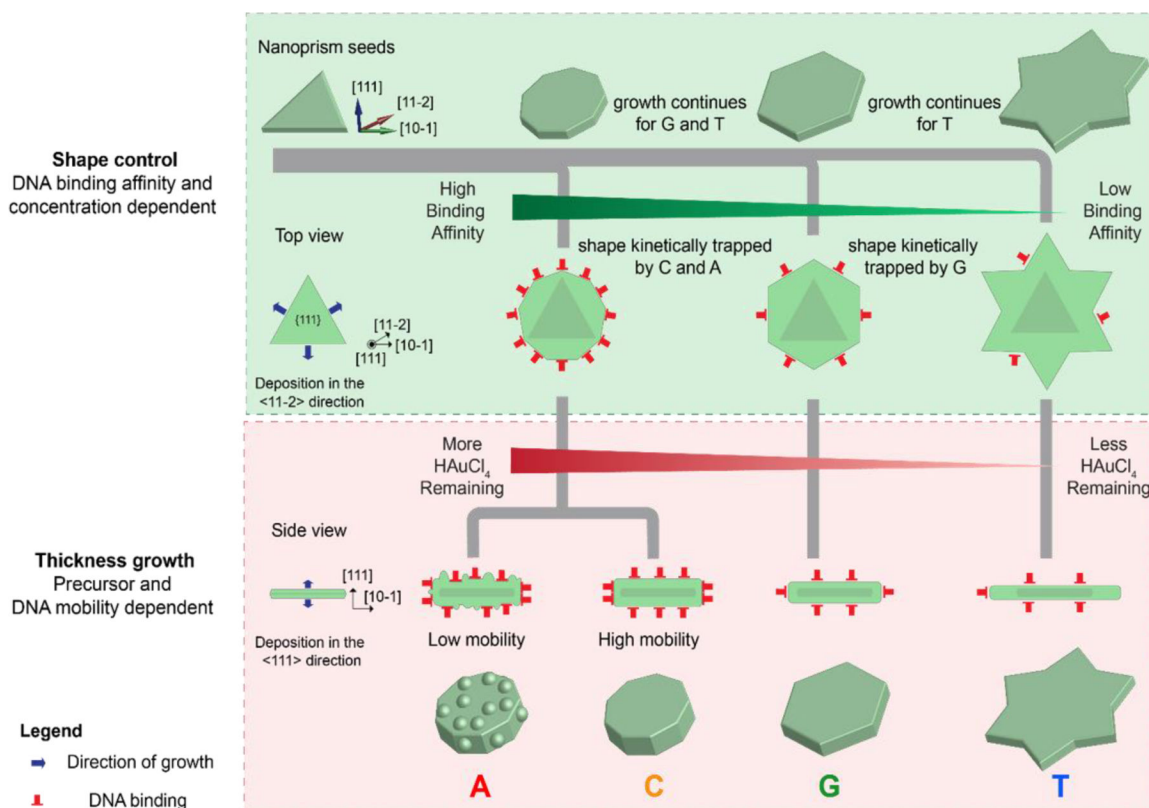 Nanoprism seeds
[111]
[11-2]
[10-1]
growth continues
for G and T
growth continues
for T
Shape control
DNA binding affinity and
concentration dependent
High
Binding
Affinity
Low
Binding
Affinity
Top view
shape kinetically trapped
by C and A
shape kinetically
trapped by G
{111}
[11-2]
[10-1]
[111]
Deposition in the
<11-2> direction
More
HAuCl₄
Remaining
Less
HAuCl₄
Remaining
Side view
Thickness growth
Precursor and
DNA mobility dependent
[111]
[10-1]
Deposition in the
<111> direction
Low mobility
High mobility
Legend
Direction of growth
DNA binding
A
C
G
T